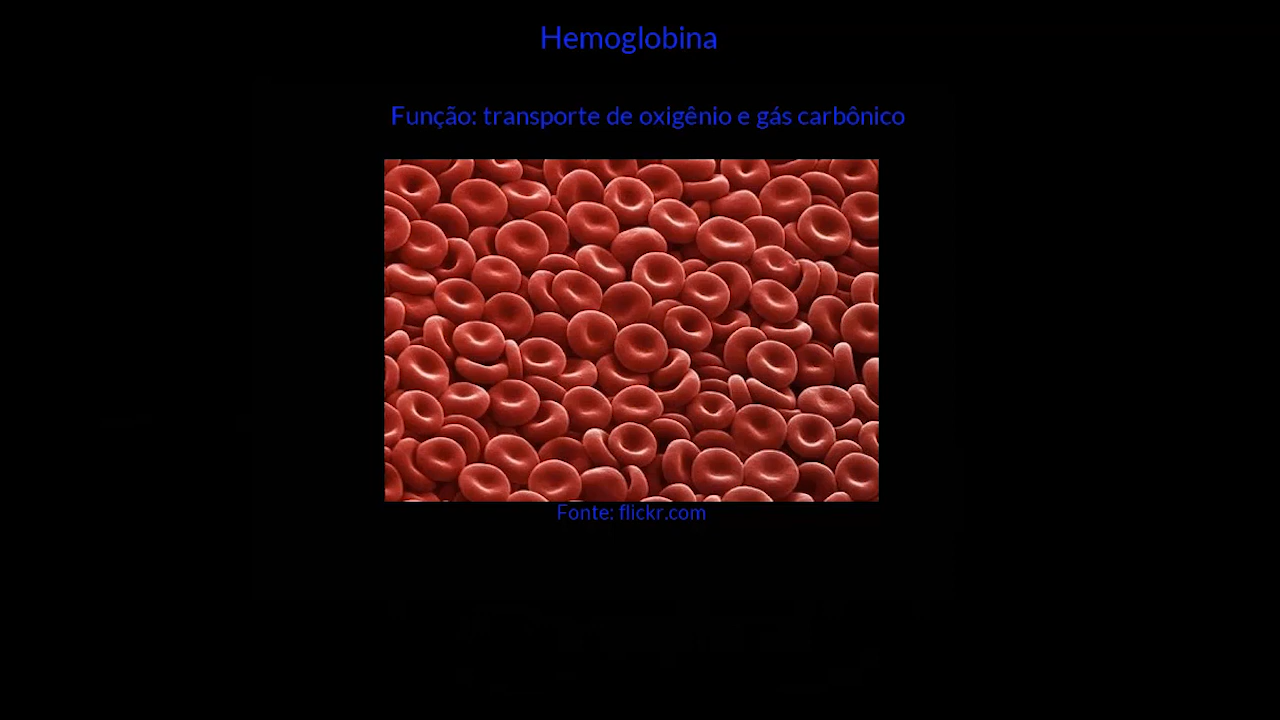 Hemoglobina
Função: transporte de oxigênio e gás carbônico
Fonte: flickr.com